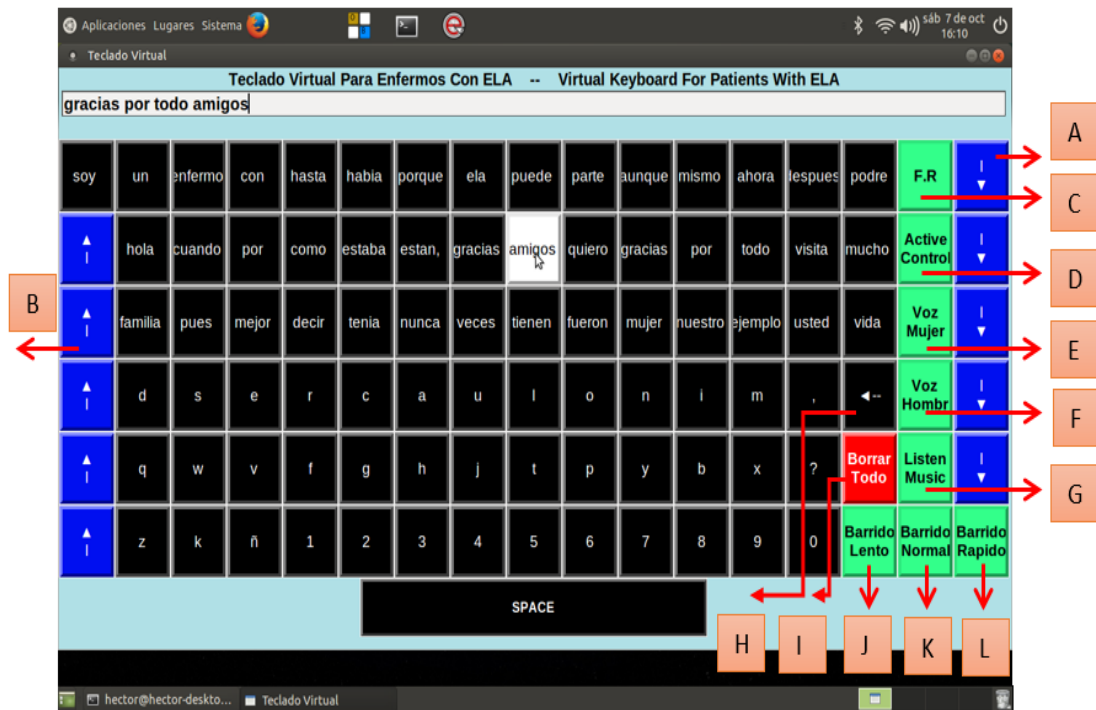 Aplicaciones Lugares Sistema
sáb 7 de oct
16:10
Teclado Virtual
Teclado Virtual Para Enfermos Con ELA -- Virtual Keyboard For Patients With ELA
gracias por todo amigos
soy un enfermo con hasta habia porque ela puede parte aunque mismo ahora despues podre F.R
hola cuando por como estaba estan, gracias amigos quiero gracias por todo visita mucho Active Control
familia pues mejor decir tenia nunca veces tienen fueron mujer nuestro ejemplo usted vida Voz Mujer
d s e r c a u l o n i m , ◄-- Voz Hombr
q w v f g h j t p y b x ? Borrar Todo Listen Music
z k ñ 1 2 3 4 5 6 7 8 9 0 Barrido Lento Barrido Normal Barrido Rapido
SPACE
A
B
C
D
E
F
G
H I J K L
hector@hector-deskto... Teclado Virtual